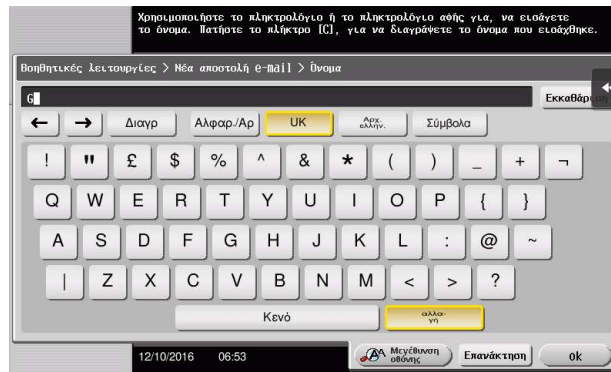 Χρησιμοποιήστε το πληκτρολόγιο ή το πληκτρολόγιο αφής για, να εισάγετε
το όνομα. Πατήστε το πλήκτρο [C], για να διαγράψετε το όνομα που εισάχθηκε.
Βοηθητικές λειτουργίες > Νέα αποστολή e-mail > Όνομα
G
Εκκαθάριση
← → Διαγρ Αλφαρ./Αρ UK Αρχ. ελλην. Σύμβολα
! " £ $ % ^ & * ( ) _ + ¬
Q W E R T Y U I O P { }
A S D F G H J K L : @ ~
| Z X C V B N M < > ?
Κενό αλλα-
γή
12/10/2016 06:53 Μεγέθυνση
οθόνης Επανάκτηση ok